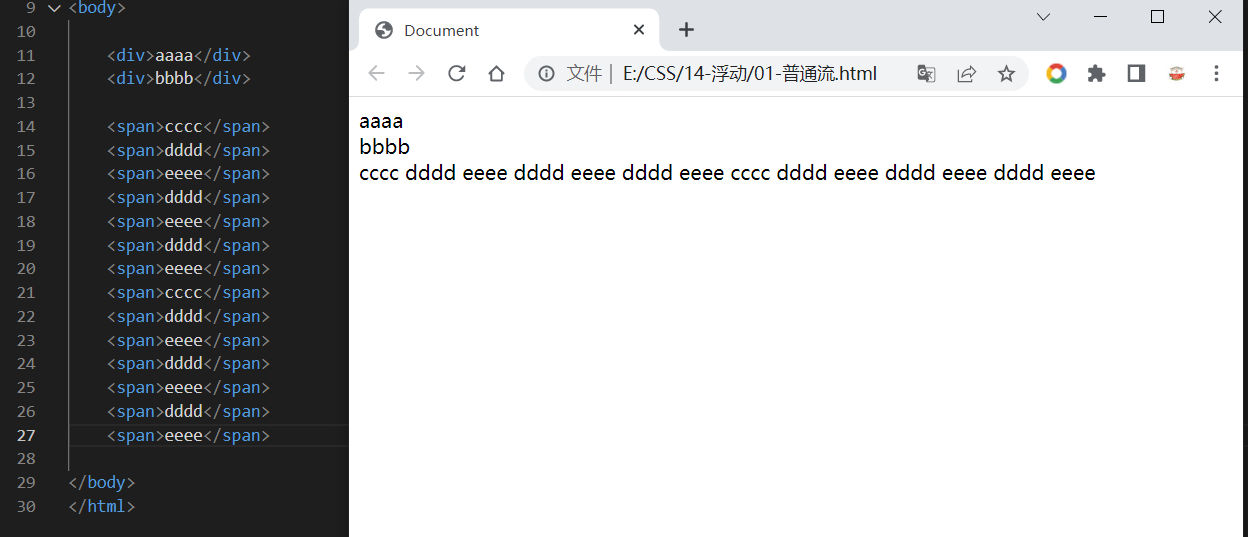 9 <body>
10
11 <div>aaaa</div>
12 <div>bbbb</div>
13
14 <span>cccc</span>
15 <span>dddd</span>
16 <span>eeee</span>
17 <span>dddd</span>
18 <span>eeee</span>
19 <span>dddd</span>
20 <span>eeee</span>
21 <span>cccc</span>
22 <span>dddd</span>
23 <span>eeee</span>
24 <span>dddd</span>
25 <span>eeee</span>
26 <span>dddd</span>
27 <span>eeee</span>
28
29 </body>
30 </html>
Document
文件 | E:/CSS/14-浮动/01-普通流.html
aaaa
bbbb
cccc dddd eeee dddd eeee dddd eeee cccc dddd eeee dddd eeee dddd eeee